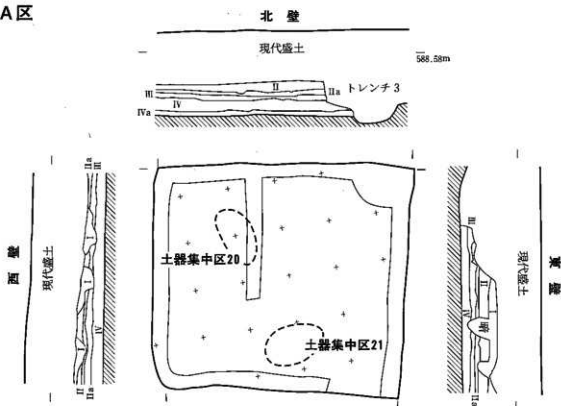 A区
北壁
現代盛土
588.58m
II
IIa
トレンチ3
III
IV
IVa
IIa
III
西壁
現代盛土
I
I
I
IV
II
IIa
土器集中区20
土器集中区21
III
II
I
IV
現代盛土
東壁